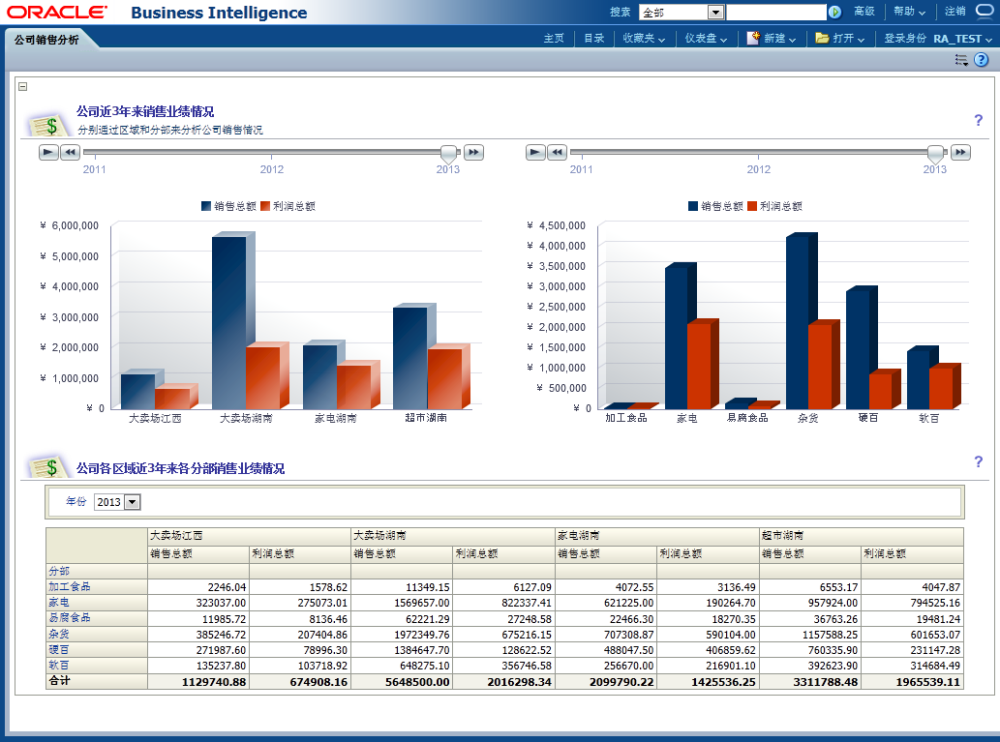 ORACLE Business Intelligence 搜索 全部 高级 帮助 注销
公司销售分析 主页 目录 收藏夹 仪表盘 新建 打开 登录身份 RA_TEST
公司近3年来销售业绩情况
分别通过区域和分部来分析公司销售情况
2011 2012 2013
2011 2012 2013
销售总额 利润总额
¥ 6,000,000
¥ 5,000,000
¥ 4,000,000
¥ 3,000,000
¥ 2,000,000
¥ 1,000,000
¥ 0
大卖场江西 大卖场湖南 家电湖南 超市湖南
销售总额 利润总额
¥ 4,500,000
¥ 4,000,000
¥ 3,500,000
¥ 3,000,000
¥ 2,500,000
¥ 2,000,000
¥ 1,500,000
¥ 1,000,000
¥ 500,000
¥ 0
加工食品 家电 易腐食品 杂货 硬百 软百
公司各区域近3年来各分部销售业绩情况
年份 2013
大卖场江西 大卖场湖南 家电湖南 超市湖南
销售总额 利润总额 销售总额 利润总额 销售总额 利润总额 销售总额 利润总额
分部
加工食品 2246.04 1578.62 11349.15 6127.09 4072.55 3136.49 6553.17 4047.87
家电 323037.00 275073.01 1569657.00 822337.41 621225.00 190264.70 957924.00 794525.16
易腐食品 11985.72 8136.46 62221.29 27248.58 22466.30 18270.35 36763.26 19481.24
杂货 385246.72 207404.86 1972349.76 675216.15 707308.87 590104.00 1157588.25 601653.07
硬百 271987.60 78996.30 1384647.70 128622.52 488047.50 406859.62 760335.90 231147.28
软百 135237.80 103718.92 648275.10 356746.58 256670.00 216901.10 392623.90 314684.49
合计 1129740.88 674908.16 5648500.00 2016298.34 2099790.22 1425536.25 3311788.48 1965539.11